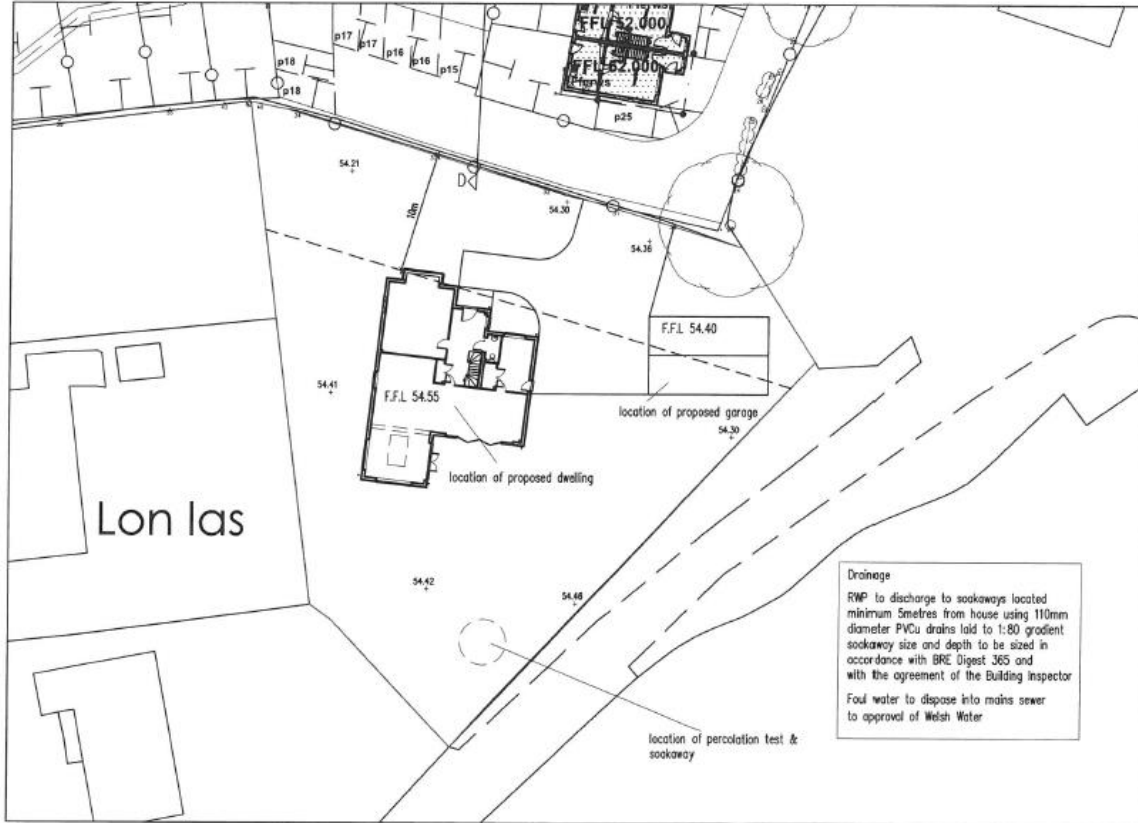 FFL 52.000
FFL 52.000
p17
p17
p16
p16
p15
p18
p18
p25
54.21
D
54.30
10m
54.36
F.F.L 54.40
54.41
F.F.L 54.55
location of proposed garage
54.30
location of proposed dwelling
Lon las
54.42
54.46
Drainage
RWP to discharge to soakaways located
minimum 5metres from house using 110mm
diameter PVCu drains laid to 1:80 gradient
soakaway size and depth to be sized in
accordance with BRE Digest 365 and
with the agreement of the Building Inspector
Foul water to dispose into mains sewer
to approval of Welsh Water
location of percolation test &
soakaway